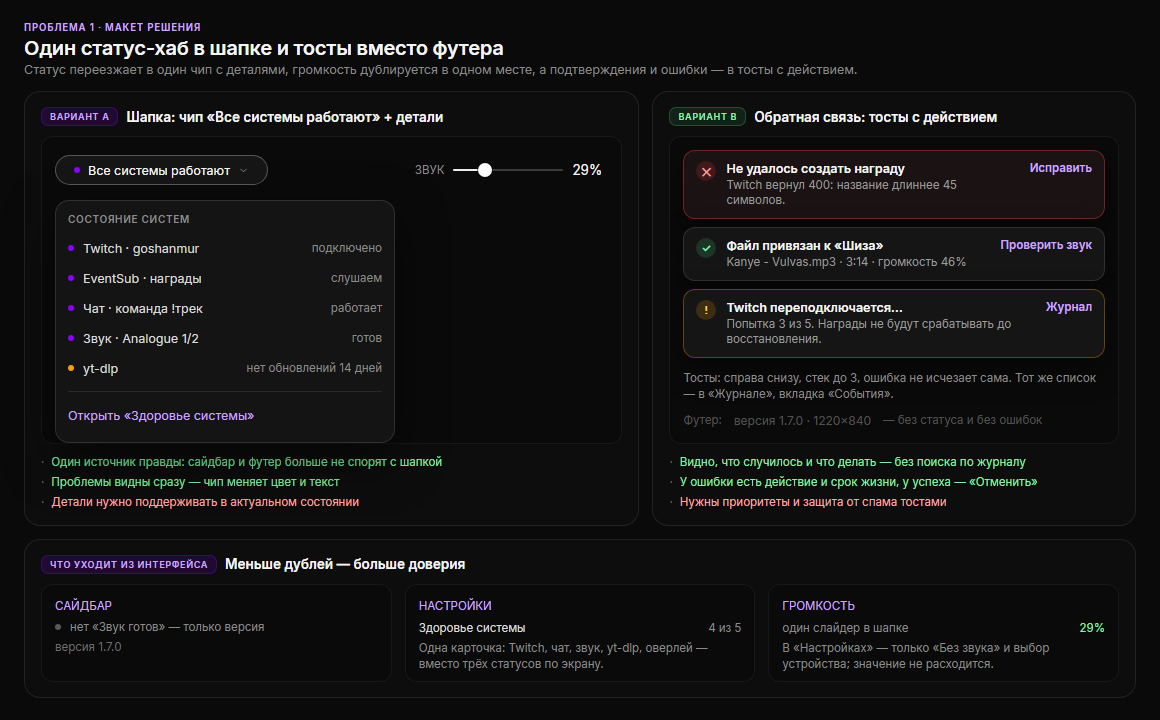 ПРОБЛЕМА 1 · МАКЕТ РЕШЕНИЯ
Один статус-хаб в шапке и тосты вместо футера
Статус переезжает в один чип с деталями, громкость дублируется в одном месте, а подтверждения и ошибки — в тосты с действием.
ВАРИАНТ A Шапка: чип «Все системы работают» + детали
Все системы работают
ЗВУК 29%
СОСТОЯНИЕ СИСТЕМ
Twitch · goshanmur подключено
EventSub · награды слушаем
Чат · команда !трек работает
Звук · Analogue 1/2 готов
yt-dlp нет обновлений 14 дней
Открыть «Здоровье системы»
· Один источник правды: сайдбар и футер больше не спорят с шапкой
· Проблемы видны сразу — чип меняет цвет и текст
· Детали нужно поддерживать в актуальном состоянии
ВАРИАНТ B Обратная связь: тосты с действием
Не удалось создать награду Исправить
Twitch вернул 400: название длиннее 45
символов.
Файл привязан к «Шиза» Проверить звук
Kanye - Vulvas.mp3 · 3:14 · громкость 46%
! Twitch переподключается... Журнал
Попытка 3 из 5. Награды не будут срабатывать до
восстановления.
Тосты: справа снизу, стек до 3, ошибка не исчезает сама. Тот же список
— в «Журнале», вкладка «События».
Футер: версия 1.7.0 · 1220×840 — без статуса и без ошибок
· Видно, что случилось и что делать — без поиска по журналу
· У ошибки есть действие и срок жизни, у успеха — «Отменить»
· Нужны приоритеты и защита от спама тостами
ЧТО УХОДИТ ИЗ ИНТЕРФЕЙСА Меньше дублей — больше доверия
САЙДБАР
нет «Звук готов» — только версия
версия 1.7.0
НАСТРОЙКИ
Здоровье системы 4 из 5
Одна карточка: Twitch, чат, звук, yt-dlp, оверлей —
вместо трёх статусов по экрану.
ГРОМКОСТЬ
один слайдер в шапке 29%
В «Настройках» — только «Без звука» и выбор
устройства; значение не расходится.